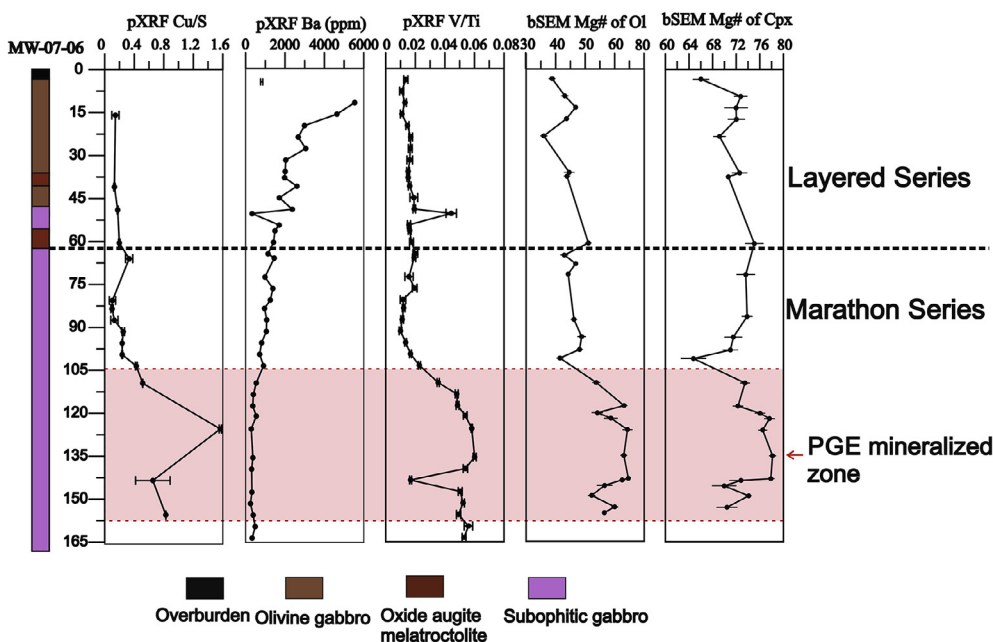 pXRF Cu/S
pXRF Ba (ppm)
pXRF V/Ti
bSEM Mg# of Ol
bSEM Mg# of Cpx
MW-07-06
0 0.4 0.8 1.2 1.6
0 2000 4000 6000
0 0.02 0.04 0.06 0.08
30 40 50 60 70 80
60 64 68 72 76 80
0
15
30
45
60
75
90
105
120
135
150
165
Layered Series
Marathon Series
PGE mineralized
zone
Overburden
Olivine gabbro
Oxide augite
melatroctolite
Subophitic gabbro